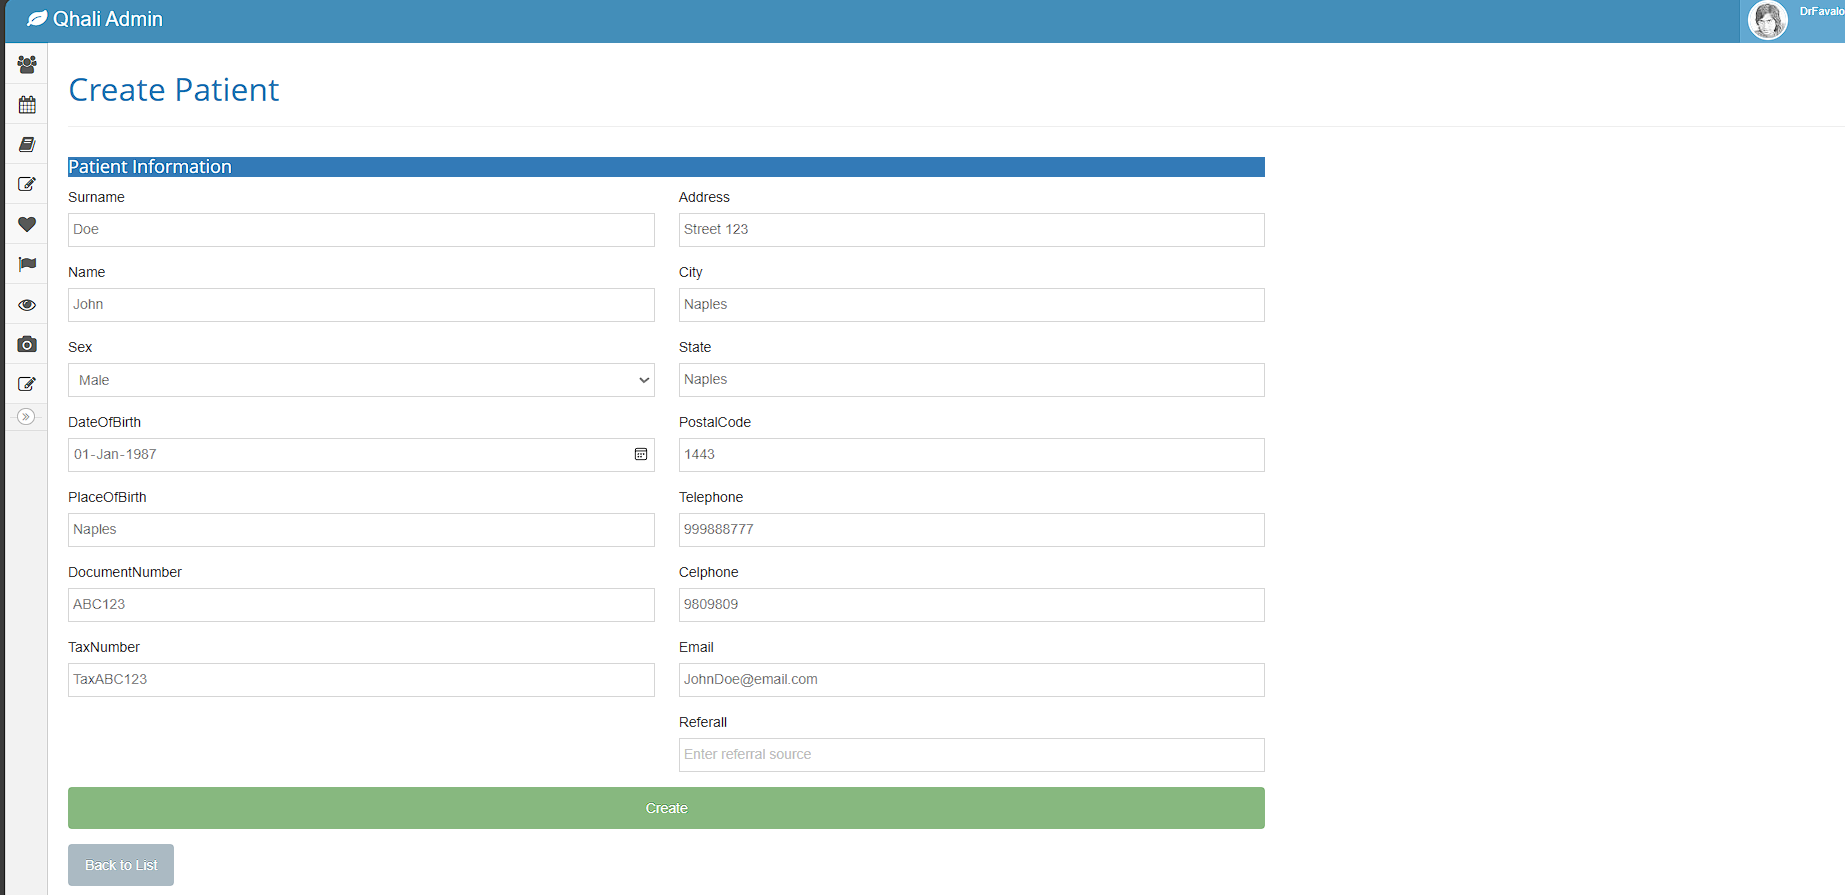 Qhali Admin
DrFavalo
Create Patient
Patient Information
Surname
Doe
Name
John
Sex
Male
DateOfBirth
01-Jan-1987
PlaceOfBirth
Naples
DocumentNumber
ABC123
TaxNumber
TaxABC123
Address
Street 123
City
Naples
State
Naples
PostalCode
1443
Telephone
999888777
Celphone
9809809
Email
JohnDoe@email.com
Referall
Enter referral source
Create
Back to List